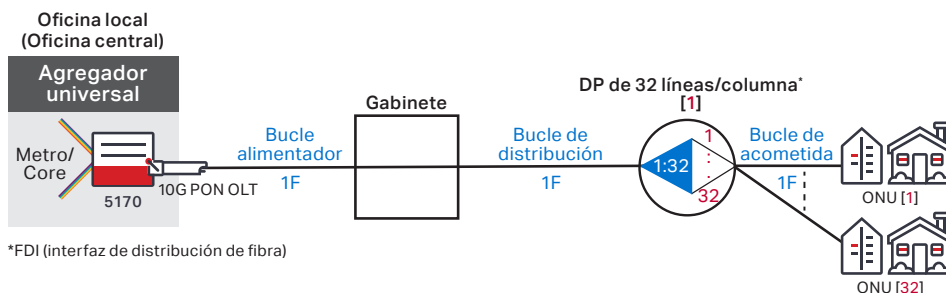 Oficina local
(Oficina central)
Agregador
universal
Metro/
Core
5170
10G PON OLT
Bucle
alimentador
1F
Gabinete
Bucle de
distribución
1F
DP de 32 líneas/columna*
[1]
1:32
1
:
:
32
Bucle de
acometida
1F
ONU [1]
ONU [32]
*FDI (interfaz de distribución de fibra)